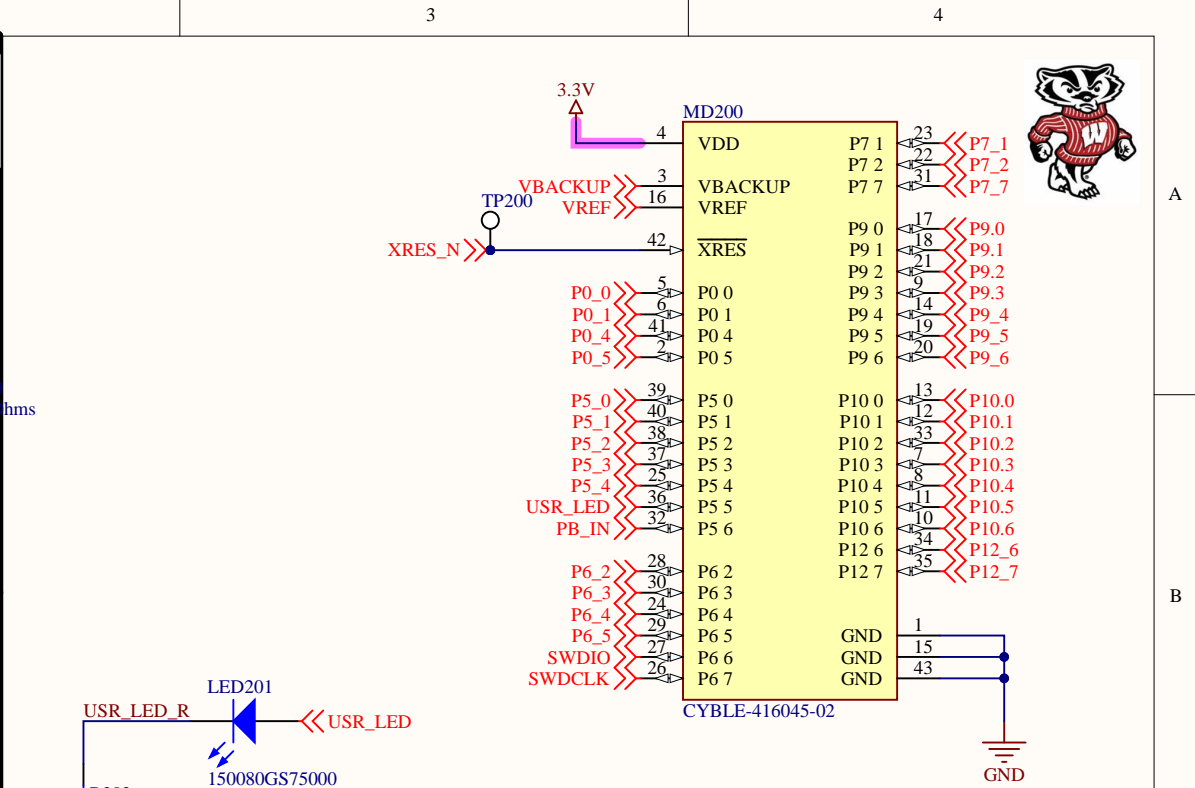 3 4
3.3V
MD200
4 VDD P7 1 23 P7_1
P7 2 22 P7_2
VBACKUP 3 VBACKUP P7 7 31 P7_7
TP200
VREF 16 VREF
A
P9 0 17 P9.0
XRES_N 42 XRES P9 1 18 P9.1
P9 2 21 P9.2
P0_0 5 P0 0 P9 3 9 P9.3
P0_1 6 P0 1 P9 4 14 P9_4
P0_4 41 P0 4 P9 5 19 P9_5
P0_5 2 P0 5 P9 6 20 P9_6
P5_0 39 P5 0 P10 0 13 P10.0
hms
P5_1 40 P5 1 P10 1 12 P10.1
P5_2 38 P5 2 P10 2 33 P10.2
P5_3 37 P5 3 P10 3 7 P10.3
P5_4 25 P5 4 P10 4 8 P10.4
USR_LED 36 P5 5 P10 5 11 P10.5
PB_IN 32 P5 6 P10 6 10 P10.6
P12 6 34 P12_6
P6_2 28 P6 2 P12 7 35 P12_7
P6_3 30 P6 3
B
P6_4 24 P6 4
P6_5 29 P6 5 GND 1
SWDIO 27 P6 6 GND 15
SWDCLK 26 P6 7 GND 43
CYBLE-416045-02
LED201
USR_LED_R USR_LED
150080GS75000
GND
W